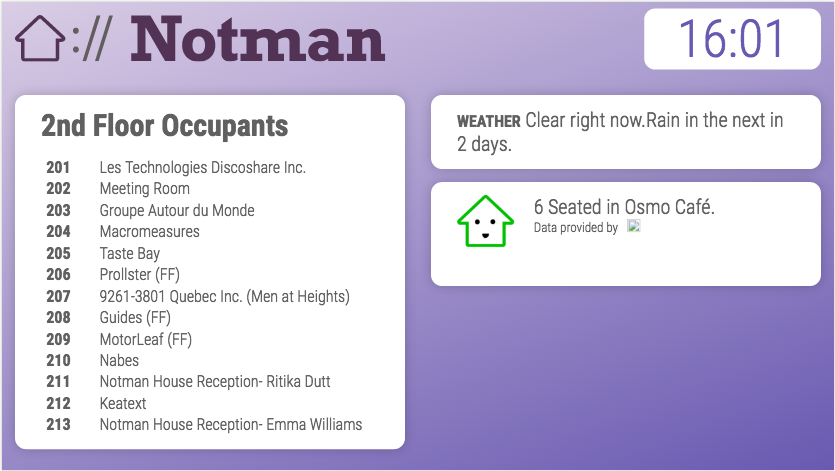 :// Notman
16:01
2nd Floor Occupants
201 Les Technologies Discoshare Inc.
202 Meeting Room
203 Groupe Autour du Monde
204 Macromeasures
205 Taste Bay
206 Prollster (FF)
207 9261-3801 Quebec Inc. (Men at Heights)
208 Guides (FF)
209 MotorLeaf (FF)
210 Nabes
211 Notman House Reception- Ritika Dutt
212 Keatext
213 Notman House Reception- Emma Williams
WEATHER Clear right now.Rain in the next in
2 days.
6 Seated in Osmo Café.
Data provided by